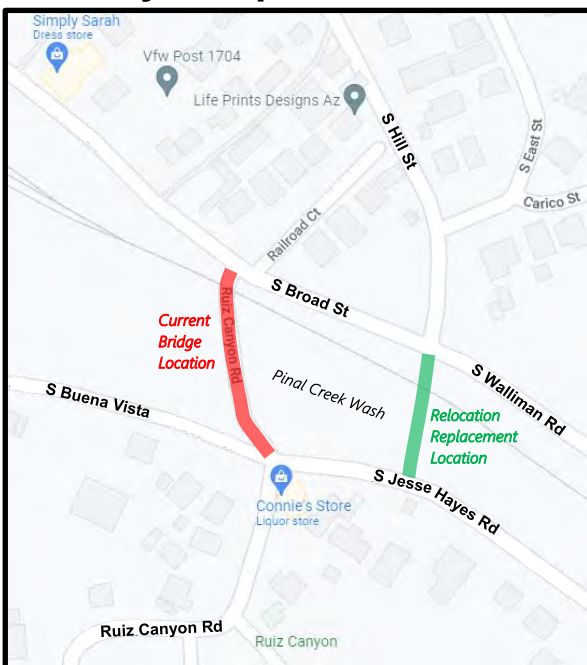 Simply Sarah
Dress store
Vfw Post 1704
Life Prints Designs Az
S Hill St
S East St
Carico St
Railroad Ct
S Broad St
Ruiz Canyon Rd
Current
Bridge
Location
Pinal Creek Wash
S Walliman Rd
S Buena Vista
Relocation
Replacement
Location
S Jesse Hayes Rd
Connie's Store
Liquor store
Ruiz Canyon Rd
Ruiz Canyon